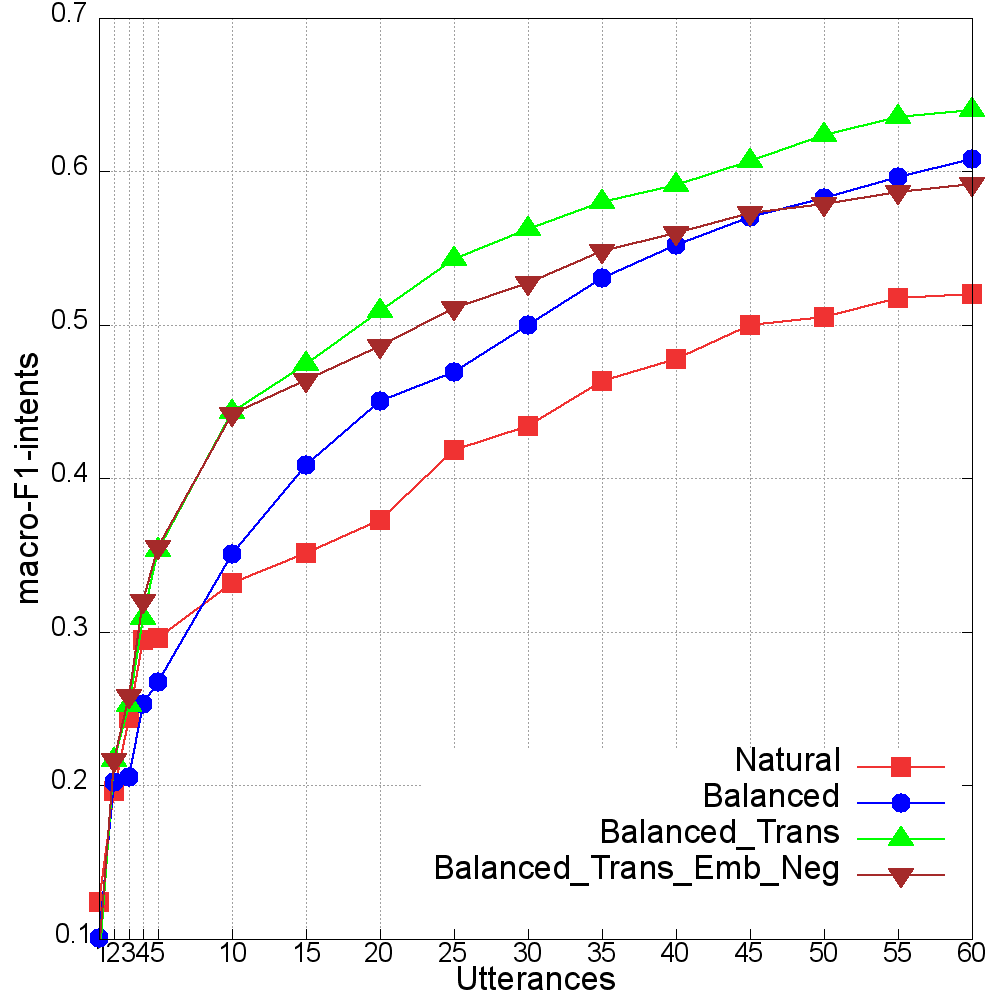 0.7
0.6
0.5
0.4
0.3
0.2
0.1
macro-F1-intents
Natural
Balanced
Balanced_Trans
Balanced_Trans_Emb_Neg
1 2 3 4 5 10 15 20 25 30 35 40 45 50 55 60
Utterances